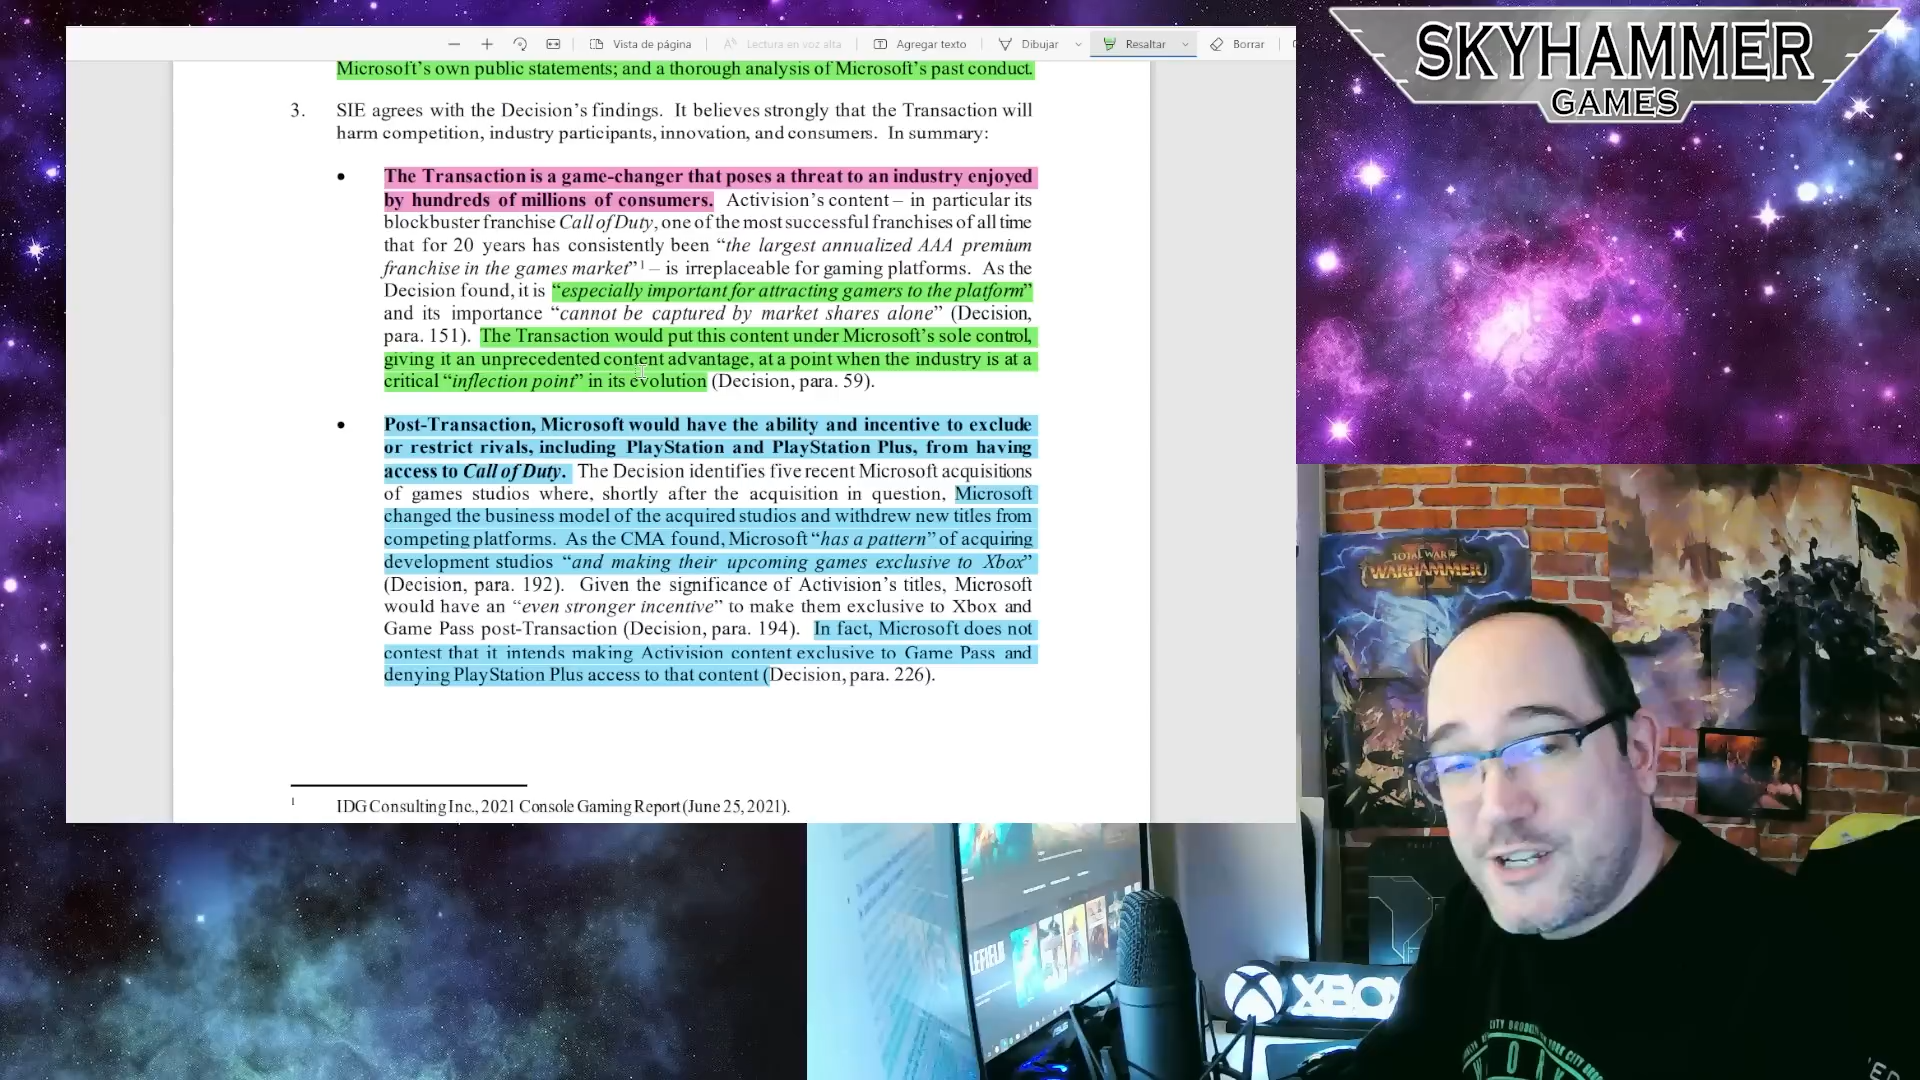 Vista de página
Lectura en voz alta
Agregar texto
Dibujar
Resaltar
Borrar
SKYHAMMER
GAMES
Microsoft’s own public statements; and a thorough analysis of Microsoft’s past conduct.
3. SIE agrees with the Decision’s findings. It believes strongly that the Transaction will
harm competition, industry participants, innovation, and consumers. In summary:
• The Transaction is a game-changer that poses a threat to an industry enjoyed
by hundreds of millions of consumers. Activision’s content – in particular its
blockbuster franchise Call of Duty, one of the most successful franchises of all time
that for 20 years has consistently been “the largest annualized AAA premium
franchise in the games market”1 – is irreplaceable for gaming platforms. As the
Decision found, it is “especially important for attracting gamers to the platform”
and its importance “cannot be captured by market shares alone” (Decision,
para. 151). The Transaction would put this content under Microsoft’s sole control,
giving it an unprecedented content advantage, at a point when the industry is at a
critical “inflection point” in its evolution (Decision, para. 59).
• Post-Transaction, Microsoft would have the ability and incentive to exclude
or restrict rivals, including PlayStation and PlayStation Plus, from having
access to Call of Duty. The Decision identifies five recent Microsoft acquisitions
of games studios where, shortly after the acquisition in question, Microsoft
changed the business model of the acquired studios and withdrew new titles from
competing platforms. As the CMA found, Microsoft “has a pattern” of acquiring
development studios “and making their upcoming games exclusive to Xbox”
(Decision, para. 192). Given the significance of Activision’s titles, Microsoft
would have an “even stronger incentive” to make them exclusive to Xbox and
Game Pass post-Transaction (Decision, para. 194). In fact, Microsoft does not
contest that it intends making Activision content exclusive to Game Pass and
denying PlayStation Plus access to that content (Decision, para. 226).
1 IDG Consulting Inc., 2021 Console Gaming Report (June 25, 2021).
TOTAL WAR
WARHAMMER
XBOX